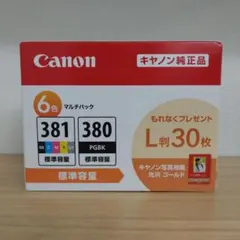 キヤノン純正品
Canon
6色
マルチパック
381
380
BK
PGBK
標準容量
標準容量
標準容量
もれなくプレゼント
L判30枚
キヤノン写真用紙
光沢 ゴールド